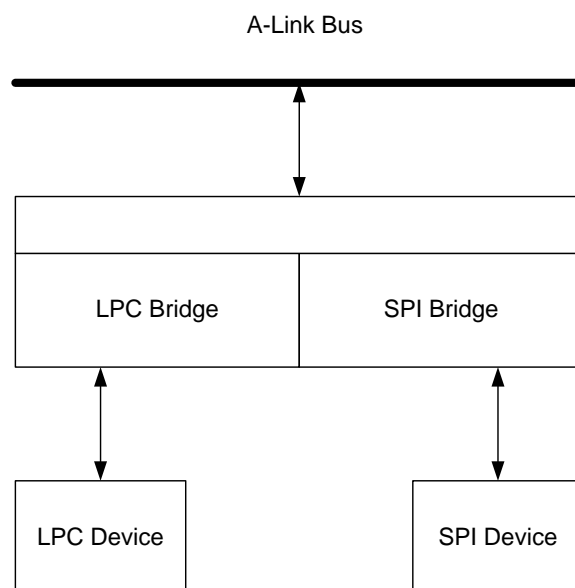 A-Link Bus
LPC Bridge
SPI Bridge
LPC Device
SPI Device